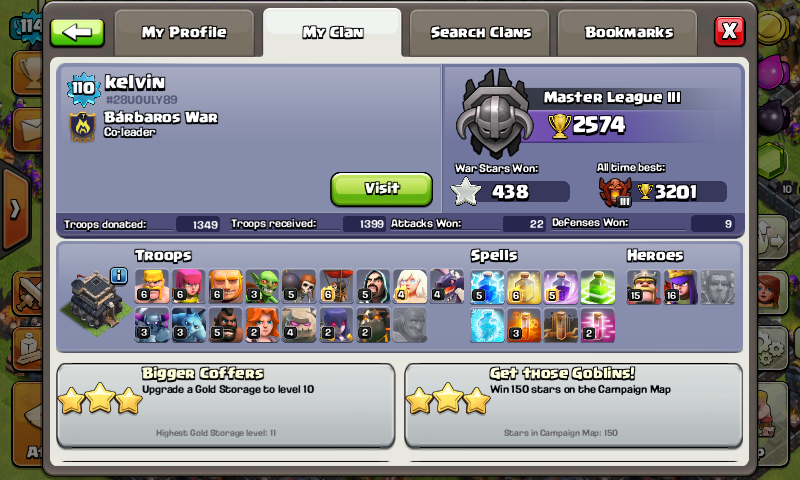 My Profile
My Clan
Search Clans
Bookmarks
X
114
110
kelvin
#28UOULY89
Bárbaros War
Co-leader
Visit
Master League III
2574
War Stars Won:
438
All time best:
III
3201
Troops donated: 1349
Troops received: 1399
Attacks Won: 22
Defenses Won: 9
Troops
Spells
Heroes
i
6 6 6 3 5 6 5 4 4
5 6 5
15 16
3 3 5 2 2 2
3 2
10
Bigger Coffers
Upgrade a Gold Storage to level 10
Highest Gold Storage level: 11
Get those Goblins!
Win 150 stars on the Campaign Map
Stars in Campaign Map: 150